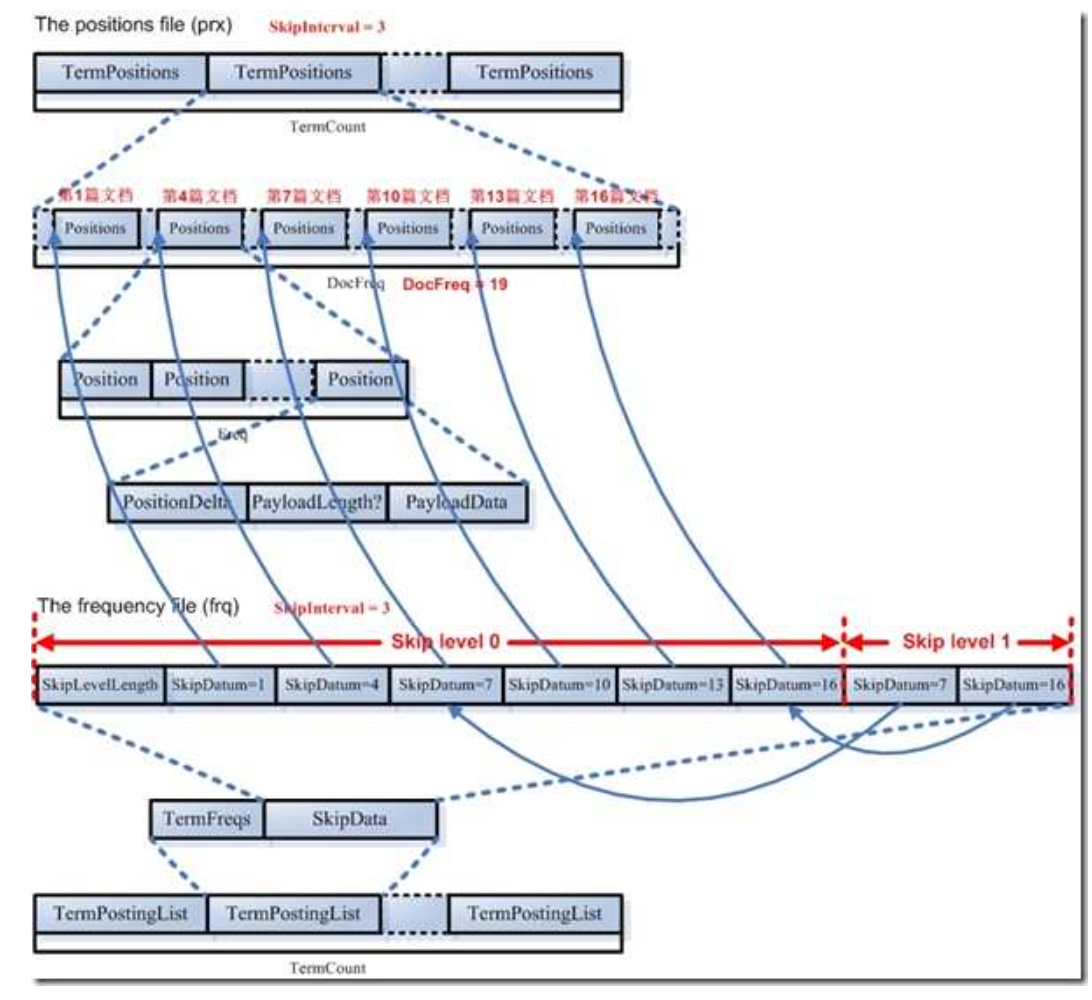 The positions file (prx) SkipInterval = 3
TermPositions TermPositions TermPositions
TermCount
第1篇文档 第4篇文档 第7篇文档 第10篇文档 第13篇文档 第16篇文档
Positions Positions Positions Positions Positions Positions
DocFreq DocFreq = 19
Position Position Position
Freq
PositionDelta PayloadLength? PayloadData
The frequency file (frq) SkipInterval = 3
Skip level 0 Skip level 1
SkipLevelLength SkipDatum=1 SkipDatum=4 SkipDatum=7 SkipDatum=10 SkipDatum=13 SkipDatum=16 SkipDatum=7 SkipDatum=16
TermFreqs SkipData
TermPostingList TermPostingList TermPostingList
TermCount